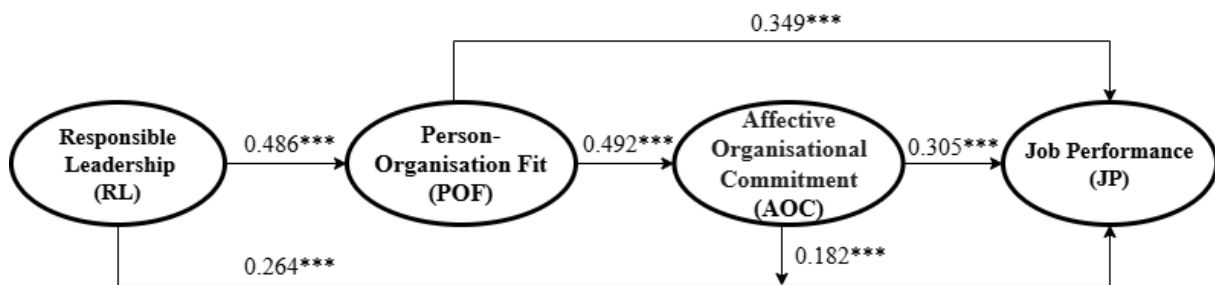 0.349***
Responsible
Leadership
(RL)
0.486***
Person-
Organisation Fit
(POF)
0.492***
Affective
Organisational
Commitment
(AOC)
0.305***
Job Performance
(JP)
0.264***
0.182***